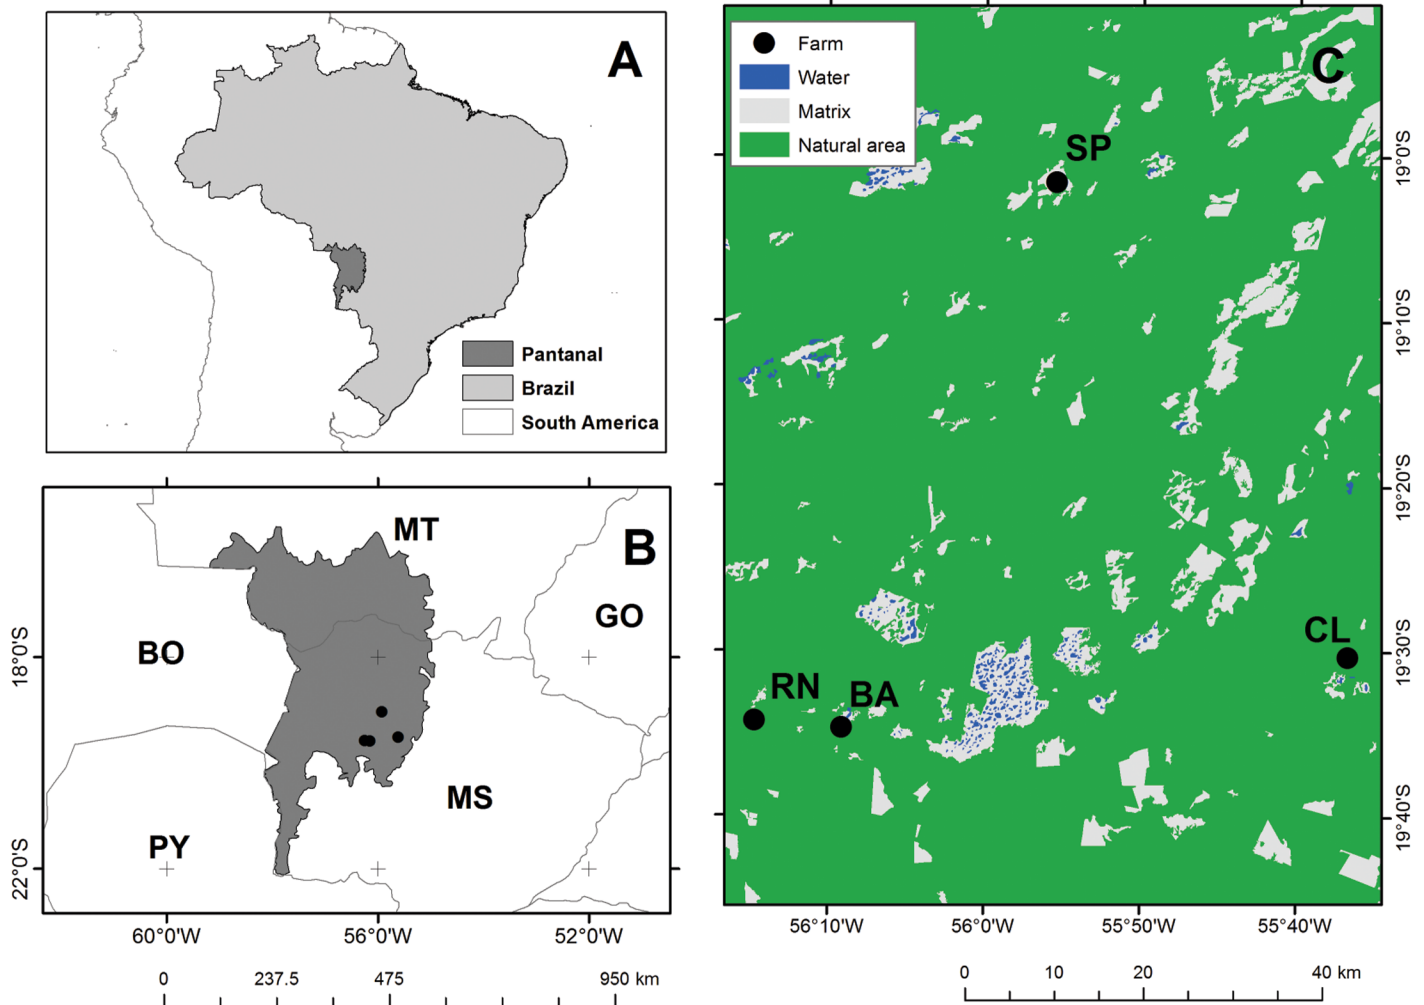 A
Pantanal
Brazil
South America
B
MT
GO
BO
MS
PY
18°0'S
22°0'S
60°0'W
56°0'W
52°0'W
0
237.5
475
950 km
Farm
Water
Matrix
Natural area
C
SP
CL
RN
BA
19°0'S
19°10'S
19°20'S
19°30'S
19°40'S
56°10'W
56°0'W
55°50'W
55°40'W
0
10
20
40 km